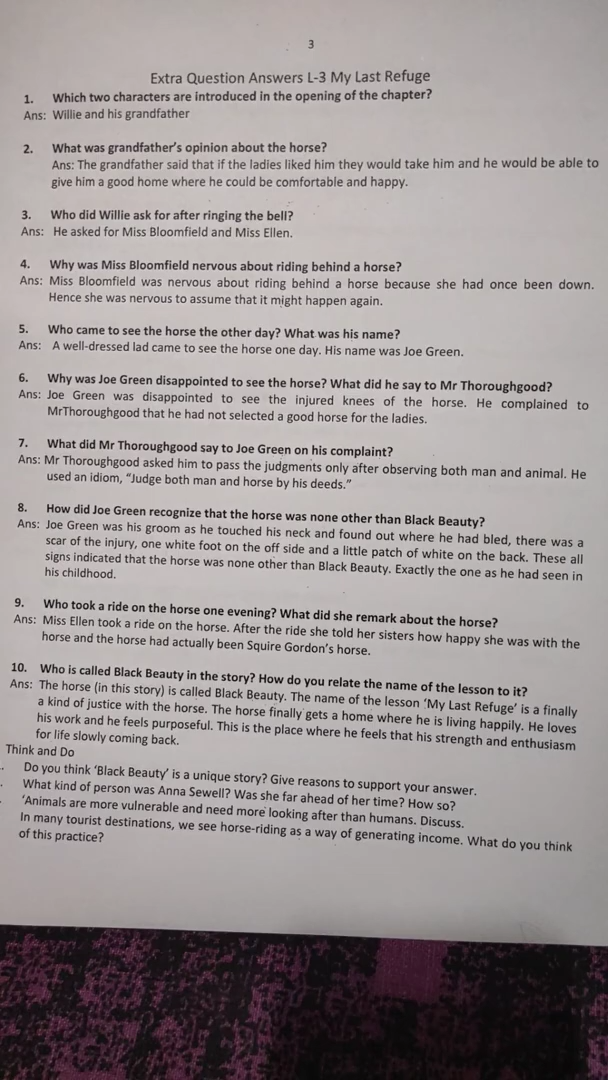 3
Extra Question Answers L-3 My Last Refuge
1. Which two characters are introduced in the opening of the chapter?
Ans: Willie and his grandfather
2. What was grandfather's opinion about the horse?
Ans: The grandfather said that if the ladies liked him they would take him and he would be able to
give him a good home where he could be comfortable and happy.
3. Who did Willie ask for after ringing the bell?
Ans: He asked for Miss Bloomfield and Miss Ellen.
4. Why was Miss Bloomfield nervous about riding behind a horse?
Ans: Miss Bloomfield was nervous about riding behind a horse because she had once been down.
Hence she was nervous to assume that it might happen again.
5. Who came to see the horse the other day? What was his name?
Ans: A well-dressed lad came to see the horse one day. His name was Joe Green.
6. Why was Joe Green disappointed to see the horse? What did he say to Mr Thoroughgood?
Ans: Joe Green was disappointed to see the injured knees of the horse. He complained to
MrThoroughgood that he had not selected a good horse for the ladies.
7. What did Mr Thoroughgood say to Joe Green on his complaint?
Ans: Mr Thoroughgood asked him to pass the judgments only after observing both man and animal. He
used an idiom, "Judge both man and horse by his deeds."
8. How did Joe Green recognize that the horse was none other than Black Beauty?
Ans: Joe Green was his groom as he touched his neck and found out where he had bled, there was a
scar of the injury, one white foot on the off side and a little patch of white on the back. These all
signs indicated that the horse was none other than Black Beauty. Exactly the one as he had seen in
his childhood.
9. Who took a ride on the horse one evening? What did she remark about the horse?
Ans: Miss Ellen took a ride on the horse. After the ride she told her sisters how happy she was with the
horse and the horse had actually been Squire Gordon's horse.
10. Who is called Black Beauty in the story? How do you relate the name of the lesson to it?
Ans: The horse (in this story) is called Black Beauty. The name of the lesson 'My Last Refuge' is a finally
a kind of justice with the horse. The horse finally gets a home where he is living happily. He loves
his work and he feels purposeful. This is the place where he feels that his strength and enthusiasm
for life slowly coming back.
Think and Do
Do you think 'Black Beauty' is a unique story? Give reasons to support your answer.
What kind of person was Anna Sewell? Was she far ahead of her time? How so?
'Animals are more vulnerable and need more looking after than humans. Discuss.
In many tourist destinations, we see horse-riding as a way of generating income. What do you think
of this practice?